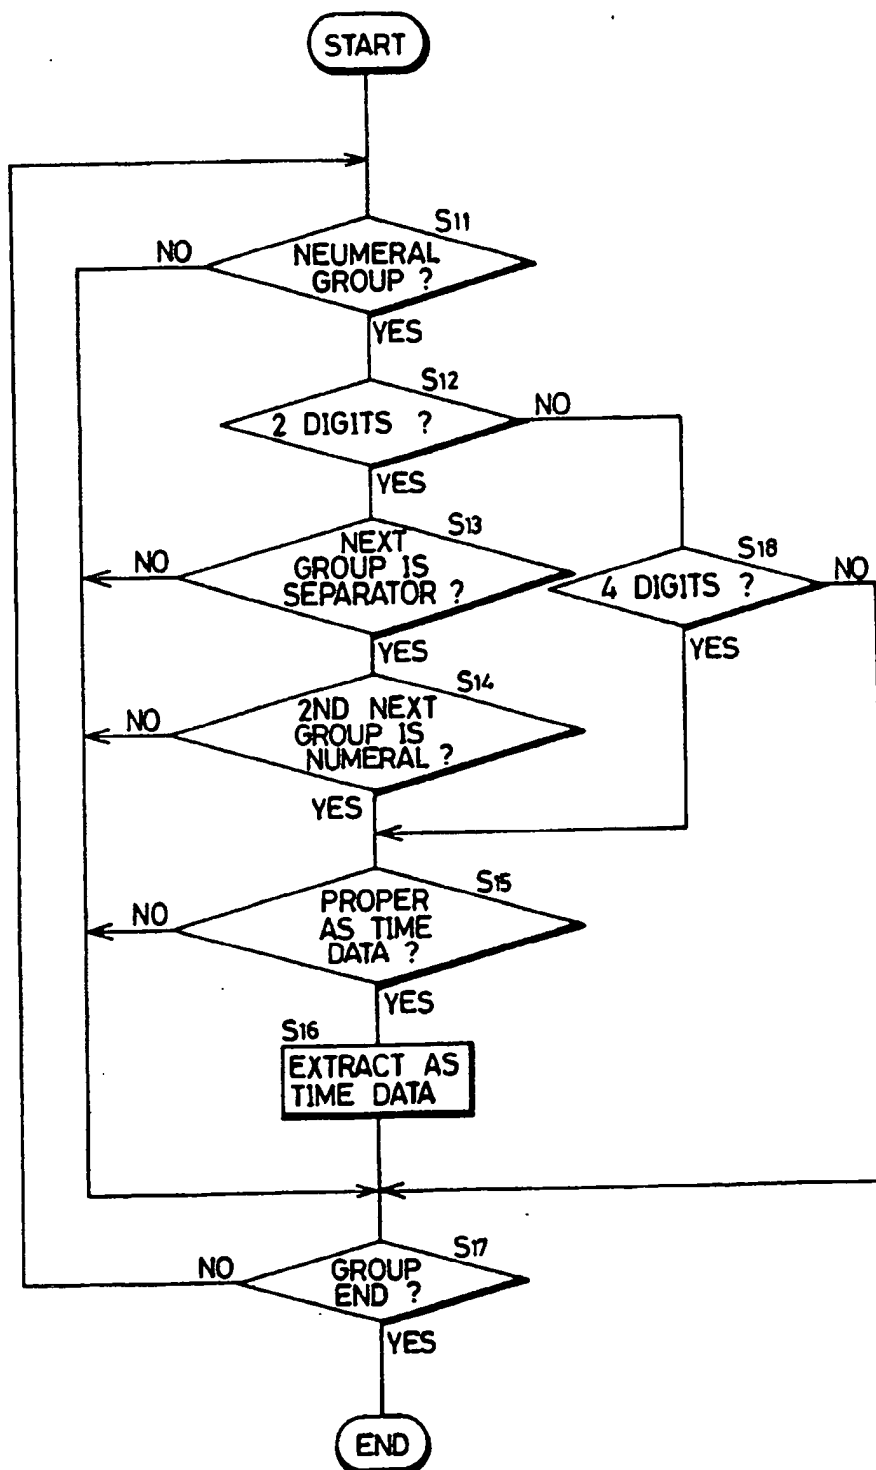 START
S11
NO
NEUMERAL
GROUP ?
YES
S12
2 DIGITS ?
NO
YES
S13
NO
NEXT
GROUP IS
SEPARATOR ?
YES
S18
4 DIGITS ?
NO
YES
S14
NO
2ND NEXT
GROUP IS
NUMERAL ?
YES
S15
NO
PROPER
AS TIME
DATA ?
YES
S16
EXTRACT AS
TIME DATA
S17
NO
GROUP
END ?
YES
END